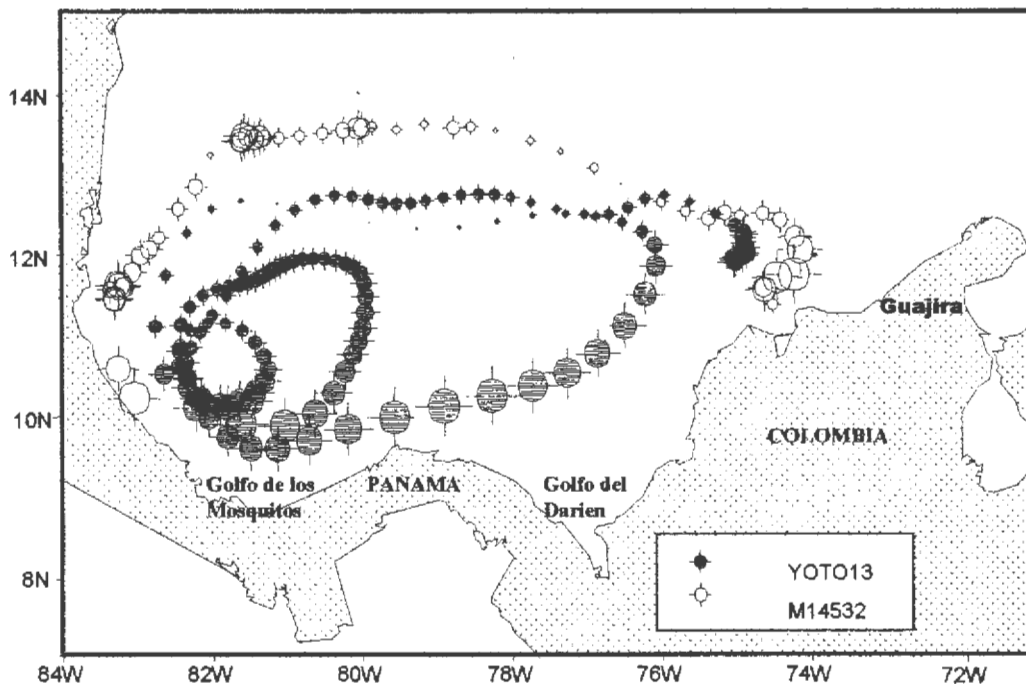 14N
12N
10N
8N
Guajira
COLOMBIA
Golfo de los
Mosquitos
PANAMA
Golfo del
Darien
YOTO13
M14532
84W
82W
80W
78W
76W
74W
72W